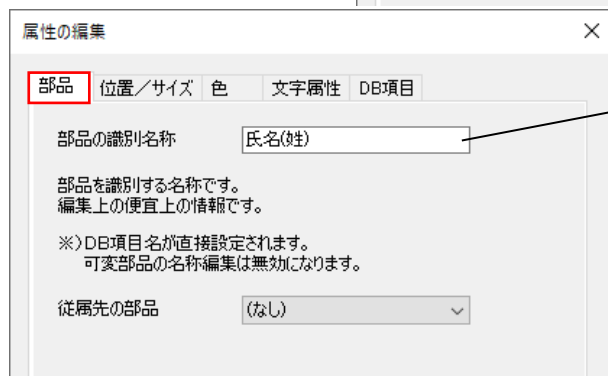 属性の編集
部品 位置／サイズ 色 文字属性 DB項目
部品の識別名称 氏名(姓)
部品を識別する名称です。
編集上の便宜上の情報です。
※)DB項目名が直接設定されます。
可変部品の名称編集は無効になります。
従属先の部品 (なし)